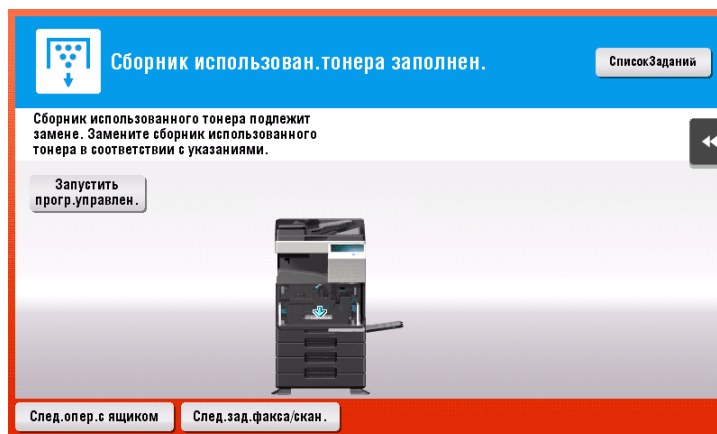 Сборник использован.тонера заполнен.
СписокЗаданий
Сборник использованного тонера подлежит
замене. Замените сборник использованного
тонера в соответствии с указаниями.
Запустить
прогр.управлен.
След.опер.с ящиком
След.зад.факса/скан.